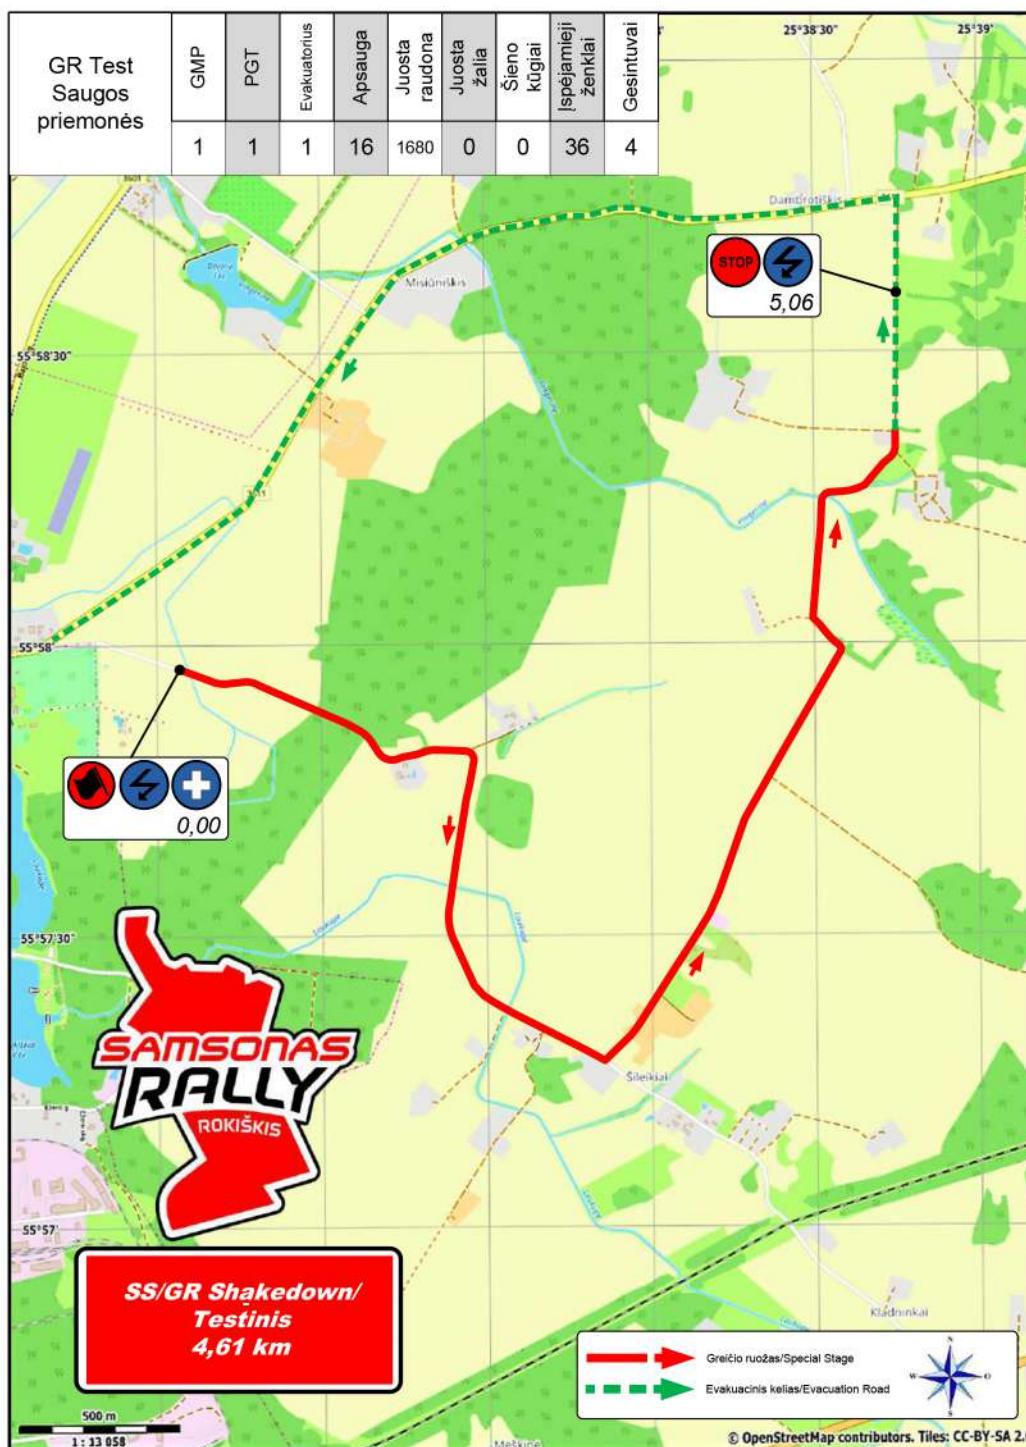 GR Test
Saugos
priemonės
GMP
PGT
Evakuatorius
Apsauga
Juosta
raudona
Juosta
žalia
Šieno
kūgiai
Įspėjamieji
ženklai
Gesintuvai
1 1 1 16 1680 0 0 36 4
25°38'30"
25°39'
STOP
5,06
Misiūniškis
55°58'30"
55°58'
0,00
55°57'30"
Šileikiai
SAMSONAS
RALLY
ROKIŠKIS
55°57'
SS/GR Shakedown/
Testinis
4,61 km
Kladninkai
Greičio ruožas/Special Stage
Evakuacinis kelias/Evacuation Road
500 m
1 : 13 058
© OpenStreetMap contributors. Tiles: CC-BY-SA 2.